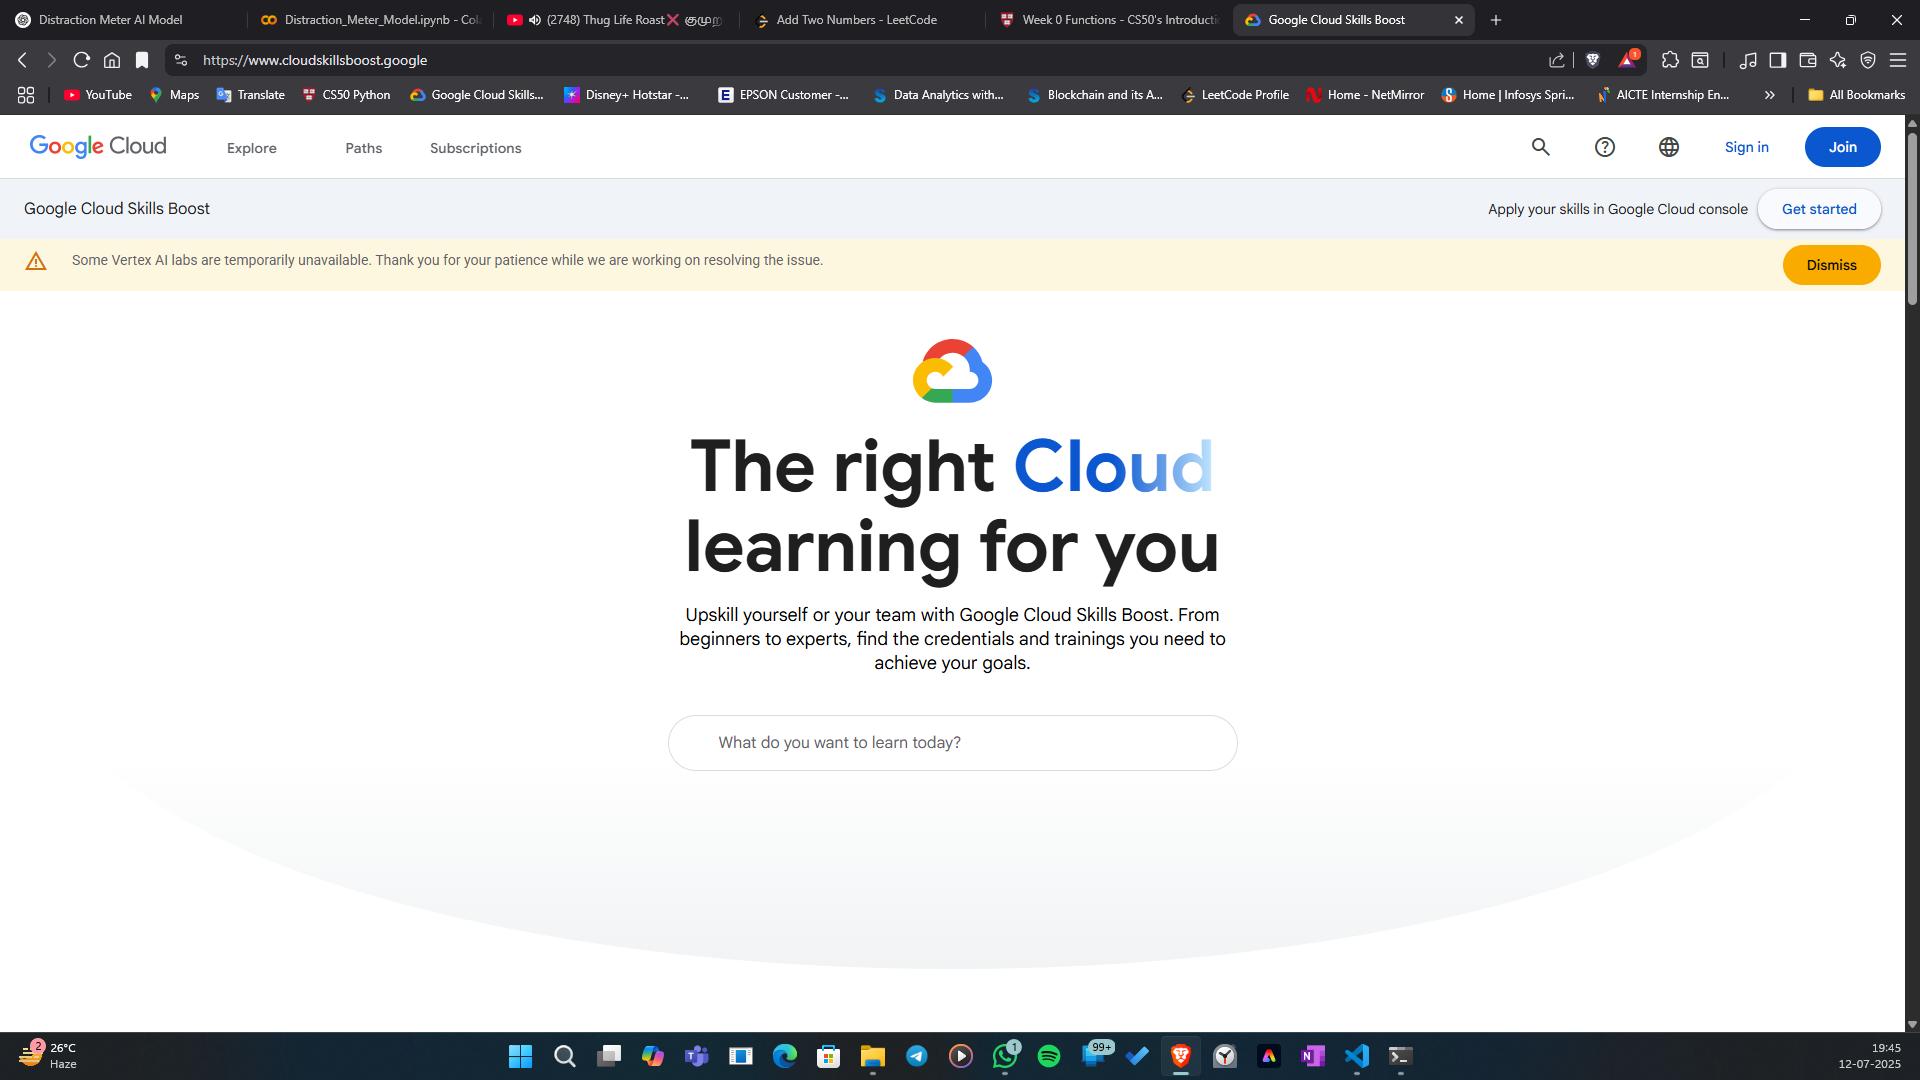 Distraction Meter AI Model
Distraction_Meter_Model.ipynb - Col
(2748) Thug Life Roast❌ குமுற
Add Two Numbers - LeetCode
Week 0 Functions - CS50's Introducti
Google Cloud Skills Boost
https://www.cloudskillsboost.google
1
YouTube
Maps
Translate
CS50 Python
Google Cloud Skills...
Disney+ Hotstar -...
EPSON Customer -...
Data Analytics with...
Blockchain and its A...
LeetCode Profile
Home - NetMirror
Home | Infosys Spri...
AICTE Internship En...
All Bookmarks
Google Cloud
Explore
Paths
Subscriptions
Sign in
Join
Google Cloud Skills Boost
Apply your skills in Google Cloud console
Get started
Some Vertex AI labs are temporarily unavailable. Thank you for your patience while we are working on resolving the issue.
Dismiss
The right Cloud
learning for you
Upskill yourself or your team with Google Cloud Skills Boost. From
beginners to experts, find the credentials and trainings you need to
achieve your goals.
What do you want to learn today?
2
26°C
Haze
1
99+
19:45
12-07-2025